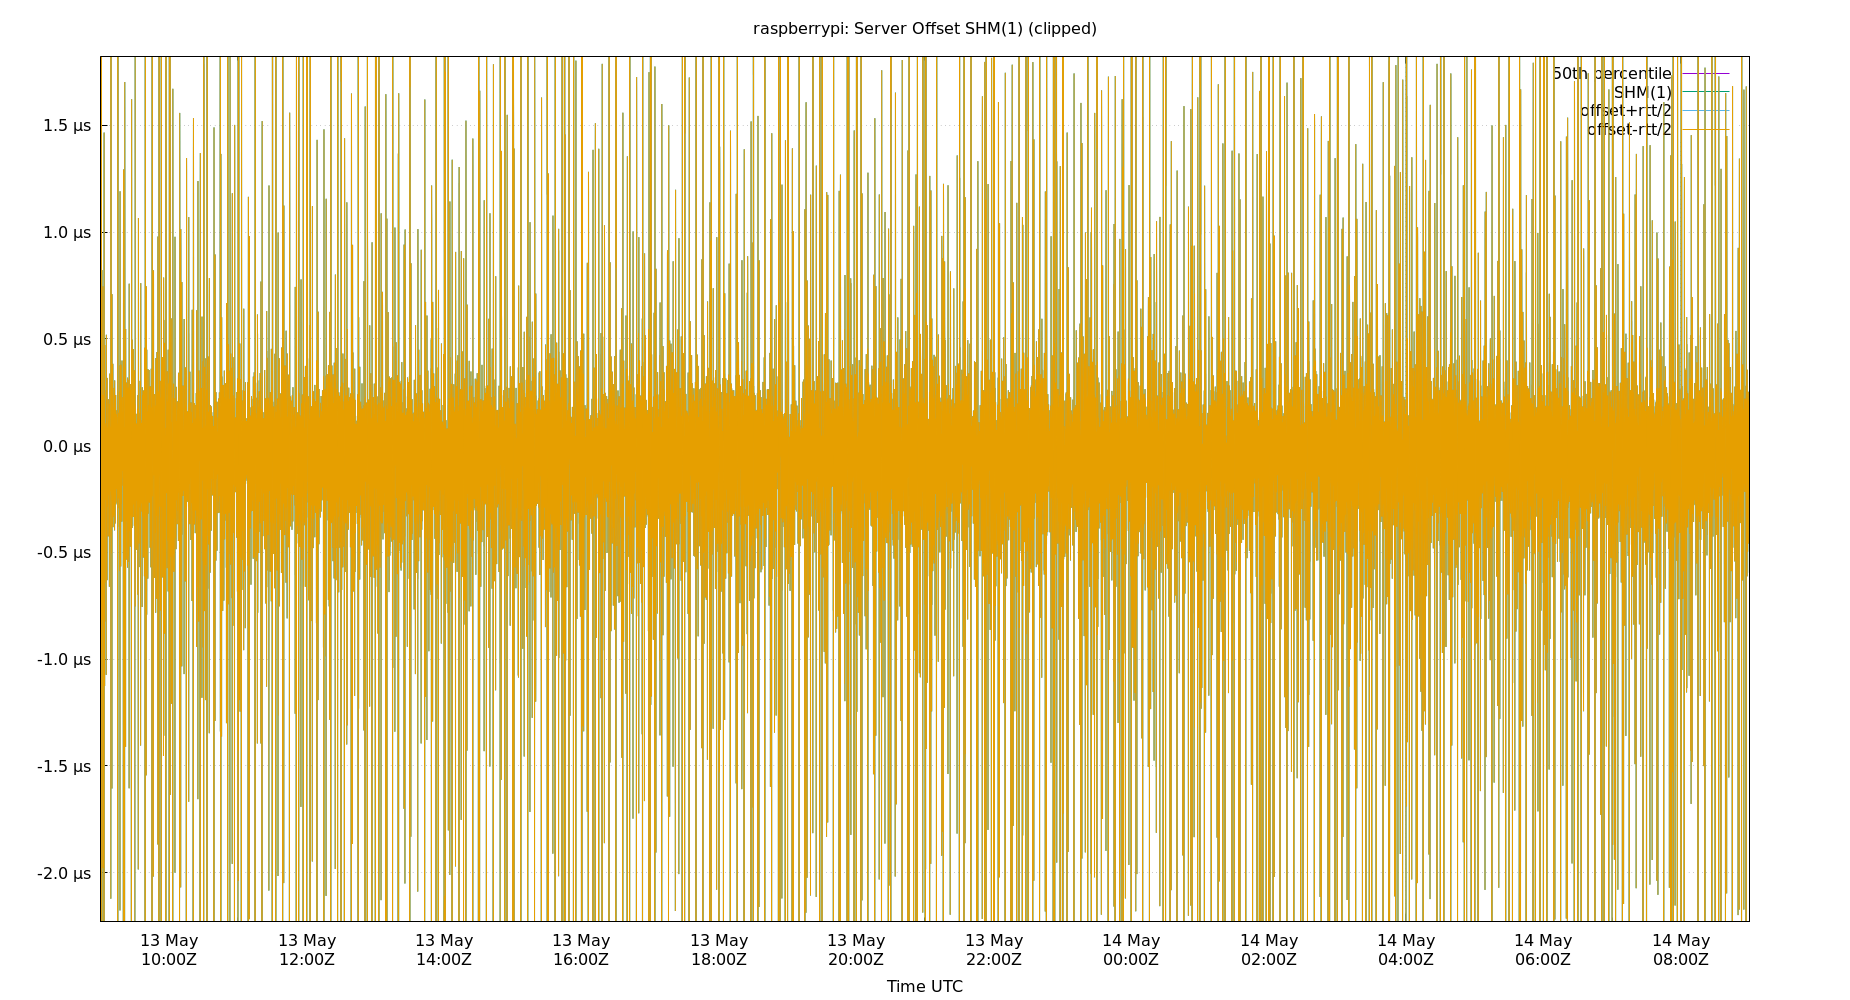 raspberrypi: Server Offset SHM(1) (clipped)
50th percentile
SHM(1)
offset+rtt/2
offset-rtt/2
1.5 µs
1.0 µs
0.5 µs
0.0 µs
-0.5 µs
-1.0 µs
-1.5 µs
-2.0 µs
13 May 13 May 13 May 13 May 13 May 13 May 13 May 14 May 14 May 14 May 14 May 14 May
10:00Z 12:00Z 14:00Z 16:00Z 18:00Z 20:00Z 22:00Z 00:00Z 02:00Z 04:00Z 06:00Z 08:00Z
Time UTC